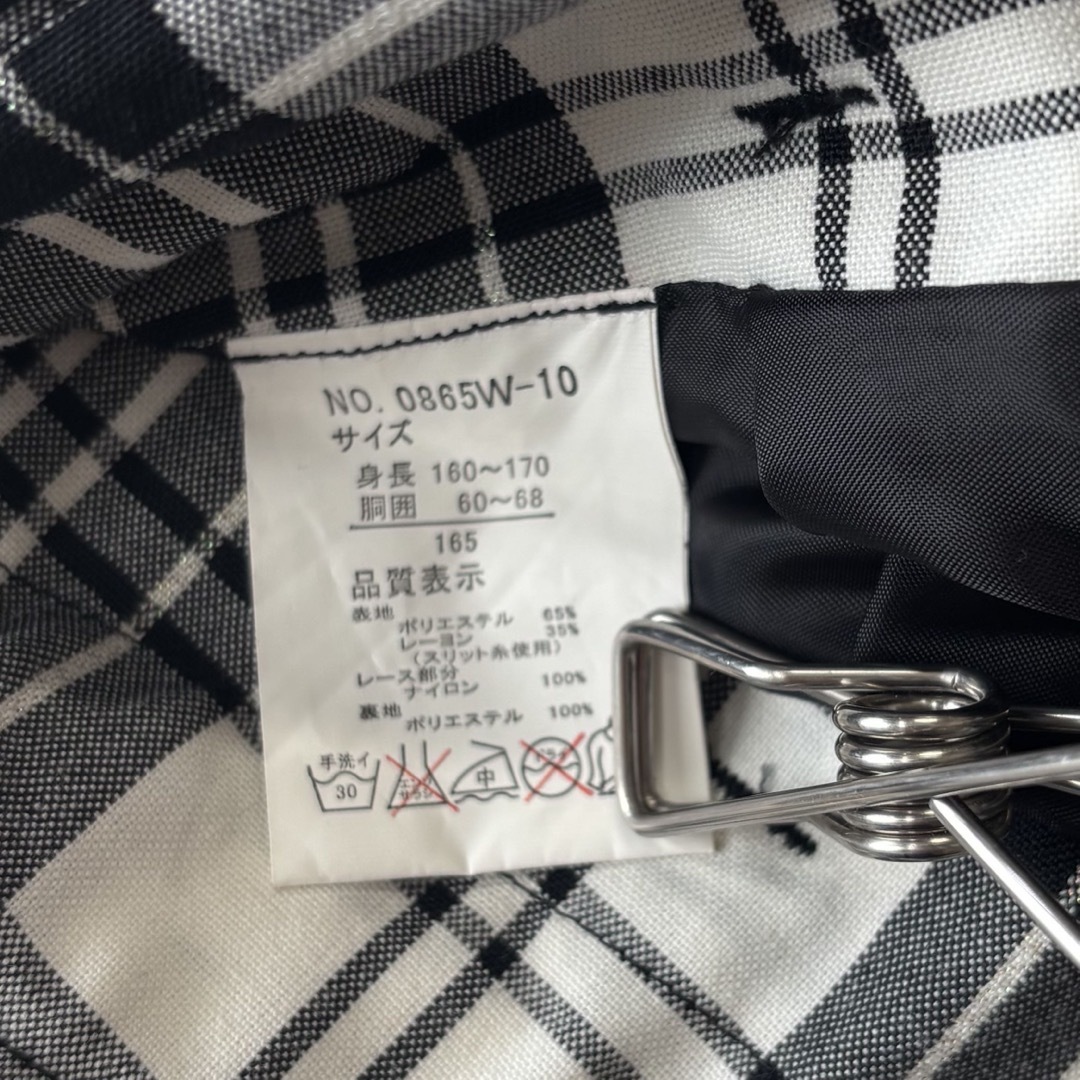 NO. 0865W-10
サイズ
身長 160〜170
胴囲 60〜68
165
品質表示
表地
ポリエステル 65%
レーヨン 35%
(スリット糸使用)
レース部分
ナイロン 100%
裏地
ポリエステル 100%
手洗イ 30 中